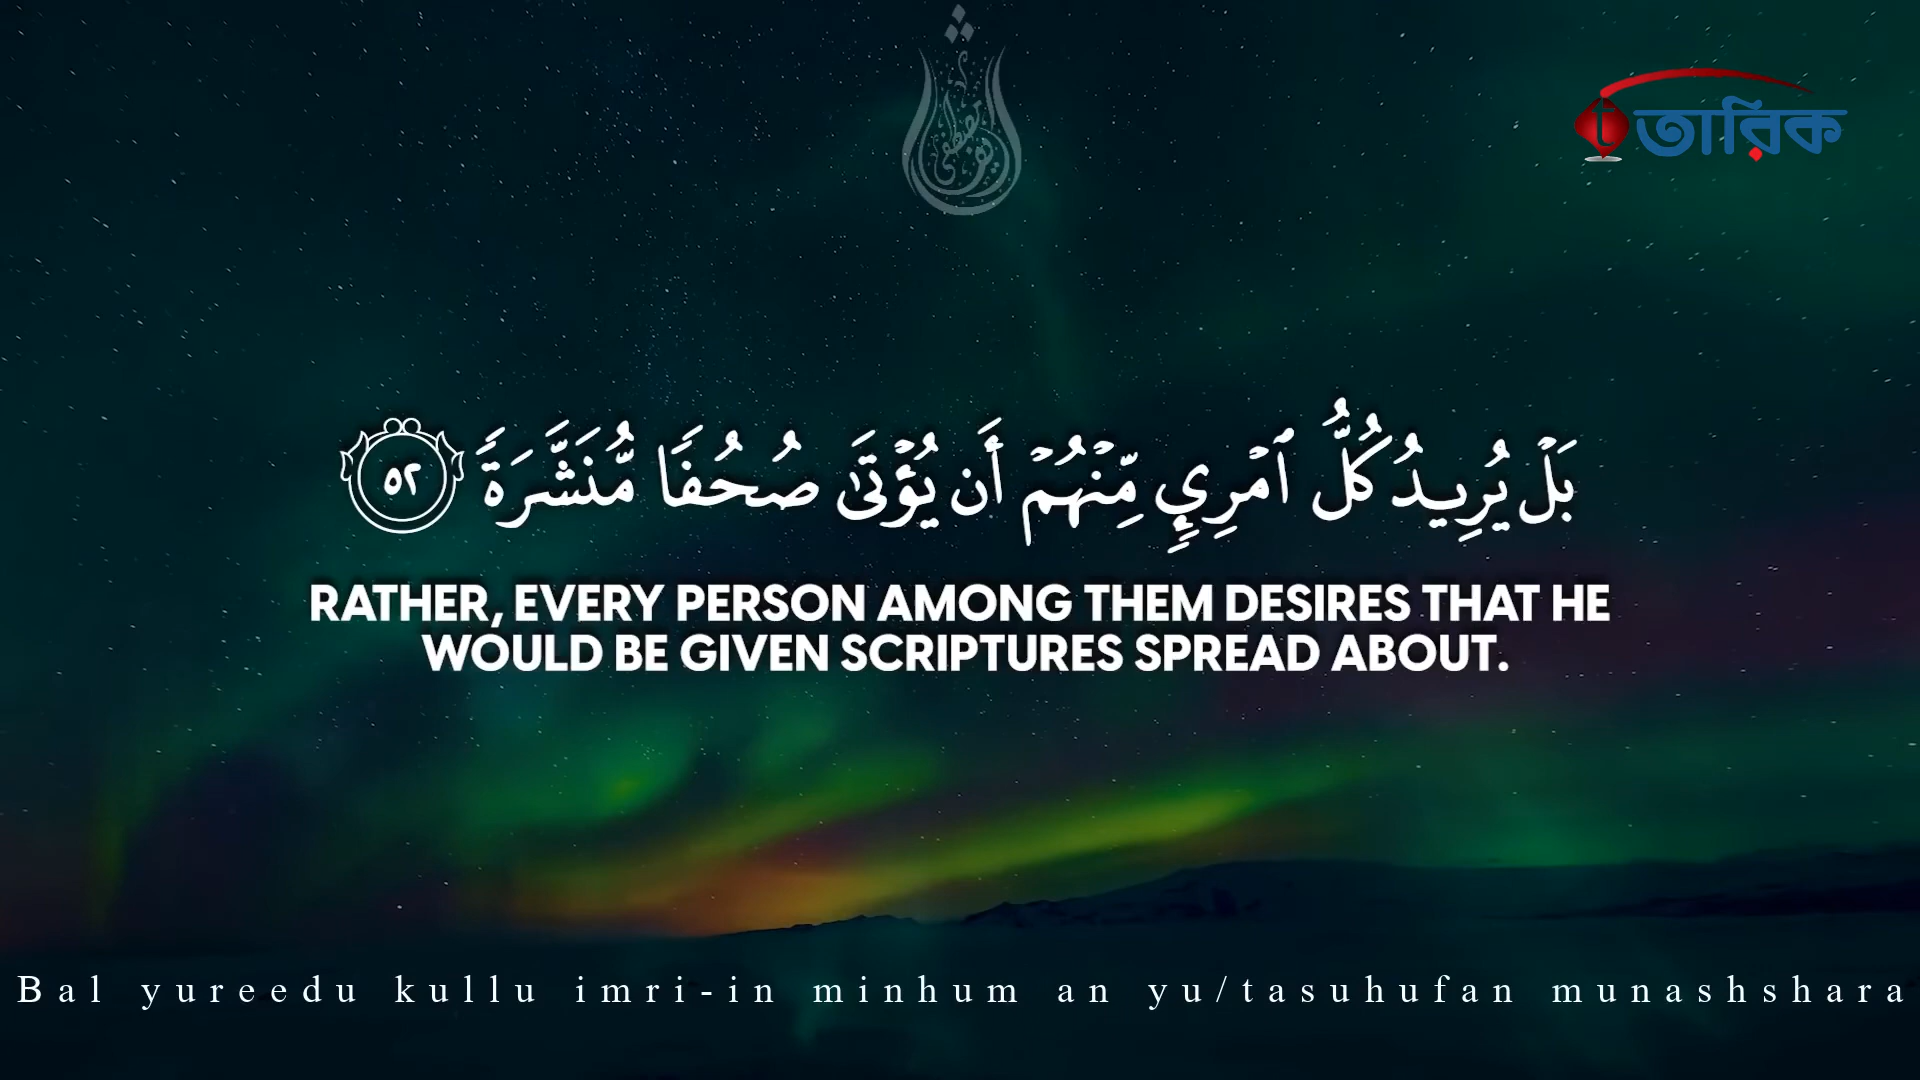 তারিক
بَلۡ يُرِيدُ كُلُّ ٱمۡرِيٕٖ مِّنۡهُمۡ أَن يُؤۡتَىٰ صُحُفٗا مُّنَشَّرَةٗ ٥٢
RATHER, EVERY PERSON AMONG THEM DESIRES THAT HE
WOULD BE GIVEN SCRIPTURES SPREAD ABOUT.
Bal yureedu kullu imri-in minhum an yu/tasuhufan munashshara